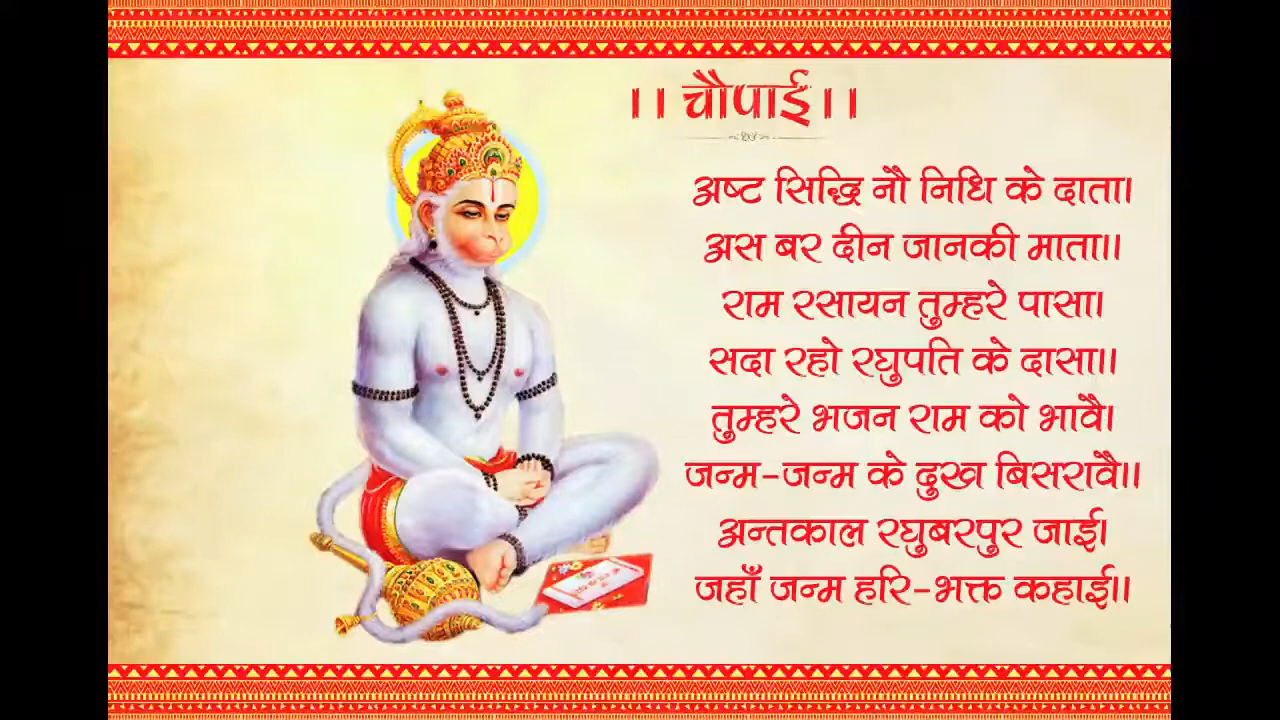 ।। चौपाई ।।
अष्ट सिद्धि नौ निधि के दाता।
अस बर दीन जानकी माता।।
राम रसायन तुम्हरे पासा।
सदा रहो रघुपति के दासा।।
तुम्हरे भजन राम को भावै।
जन्म-जन्म के दुख बिसरावै।।
अन्तकाल रघुबरपुर जाई।
जहाँ जन्म हरि-भक्त कहाई।।